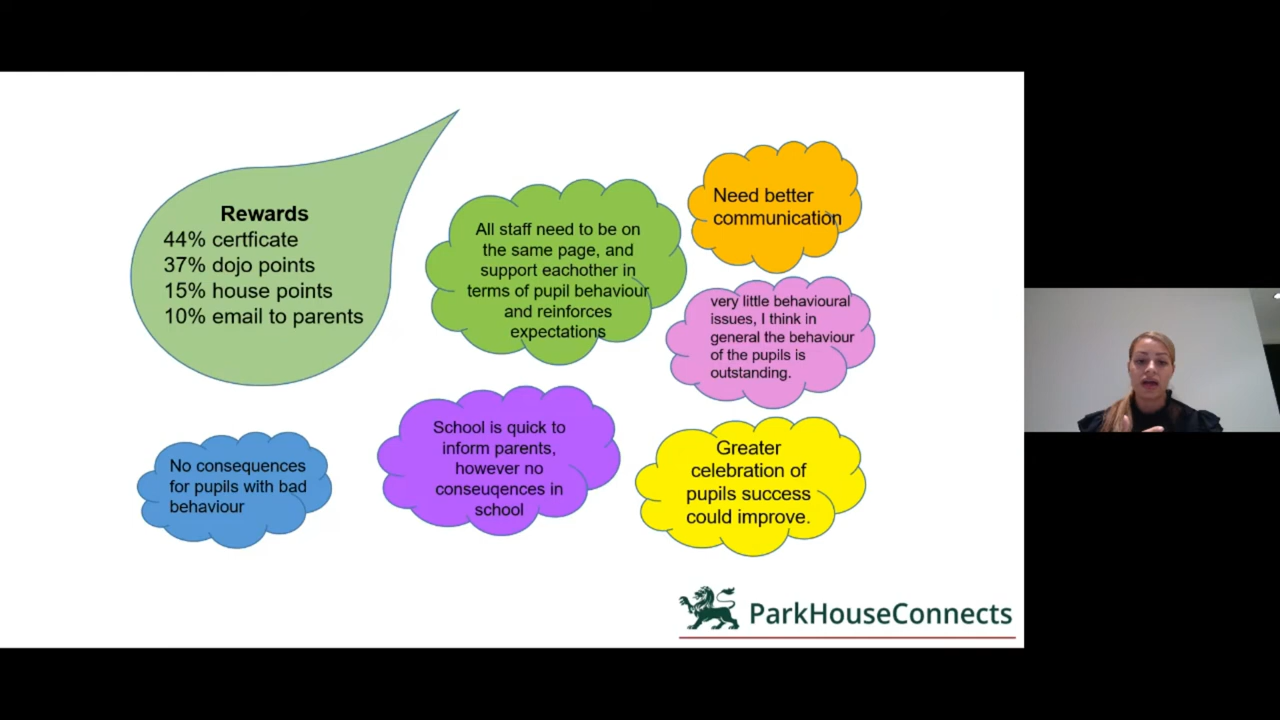 Rewards
44% certficate
37% dojo points
15% house points
10% email to parents
All staff need to be on
the same page, and
support eachother in
terms of pupil behaviour
and reinforces
expectations
Need better
communication
very little behavioural
issues, I think in
general the behaviour
of the pupils is
outstanding.
No consequences
for pupils with bad
behaviour
School is quick to
inform parents,
however no
conseuqences in
school
Greater
celebration of
pupils success
could improve.
ParkHouseConnects